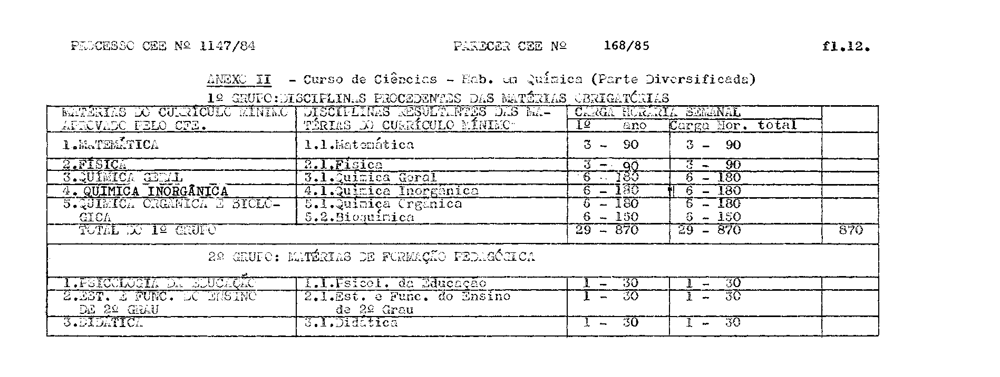 PROCESSO CEE Nº 1147/84 PARECER CEE Nº 168/85 fl.12.
ANEXO II - Curso de Ciências - Hab. em Química (Parte Diversificada)
1º GRUPO:DISCIPLINAS PROCEDENTES DAS MATÉRIAS OBRIGATÓRIAS
MATÉRIAS DO CURRÍCULO MÍNIMO DISCIPLINAS RESULTANTES DAS MA- CARGA HORÁRIA SEMANAL
APROVADO PELO CFE. TÉRIAS DO CURRÍCULO MÍNIMO 1º ano Carga Hor. total
1.MATEMÁTICA 1.1.Matemática 3 - 90 3 - 90
2.FÍSICA 2.1.Física 3 - 90 3 - 90
3.QUÍMICA GERAL 3.1.Química Geral 6 - 180 6 - 180
4. QUÍMICA INORGÂNICA 4.1.Química Inorgânica 6 - 180 6 - 180
5.QUÍMICA ORGÂNICA E BIOLÓ- 5.1.Química Orgânica 6 - 180 6 - 180
GICA 5.2.Bioquímica 6 - 150 6 - 150
TOTAL DO 1º GRUPO 29 - 870 29 - 870 870
2º GRUPO: MATÉRIAS DE FORMAÇÃO PEDAGÓGICA
1.PSICOLOGIA DA EDUCAÇÃO 1.1.Psicol. da Educação 1 - 30 1 - 30
2.EST. E FUNC. DO ENSINO 2.1.Est. e Func. do Ensino 1 - 30 1 - 30
DE 2º GRAU de 2º Grau
3.DIDÁTICA 3.1.Didática 1 - 30 1 - 30